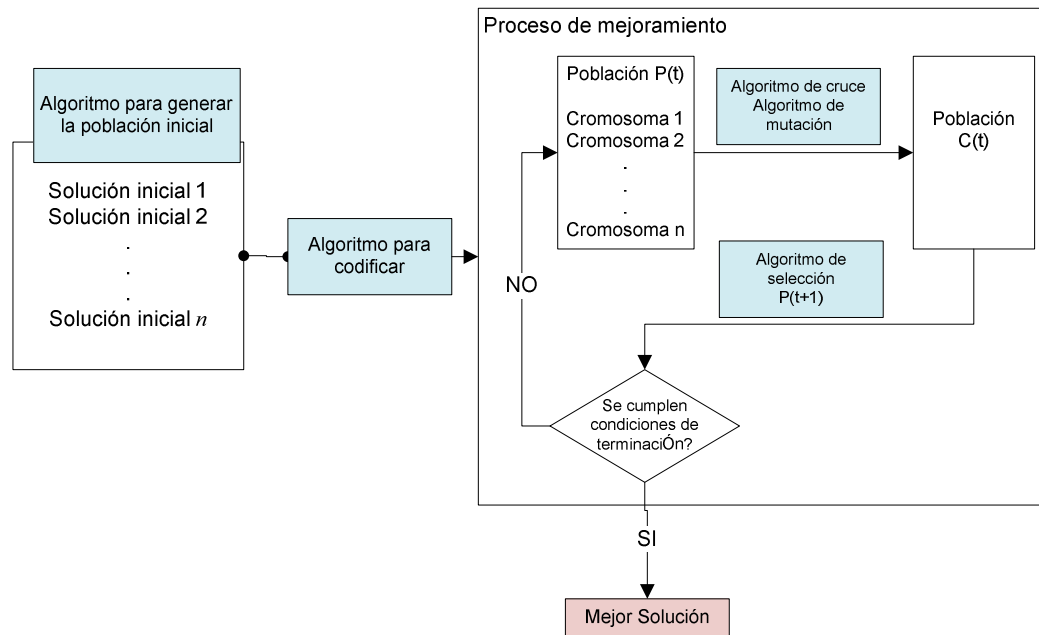 Proceso de mejoramiento
Algoritmo para generar
la población inicial
Solución inicial 1
Solución inicial 2
.
.
.
Solución inicial n
Algoritmo para
codificar
Población P(t)
Cromosoma 1
Cromosoma 2
.
.
.
Cromosoma n
Algoritmo de cruce
Algoritmo de
mutación
Población
C(t)
Algoritmo de
selección
P(t+1)
NO
Se cumplen
condiciones de
terminaciÓn?
SI
Mejor Solución